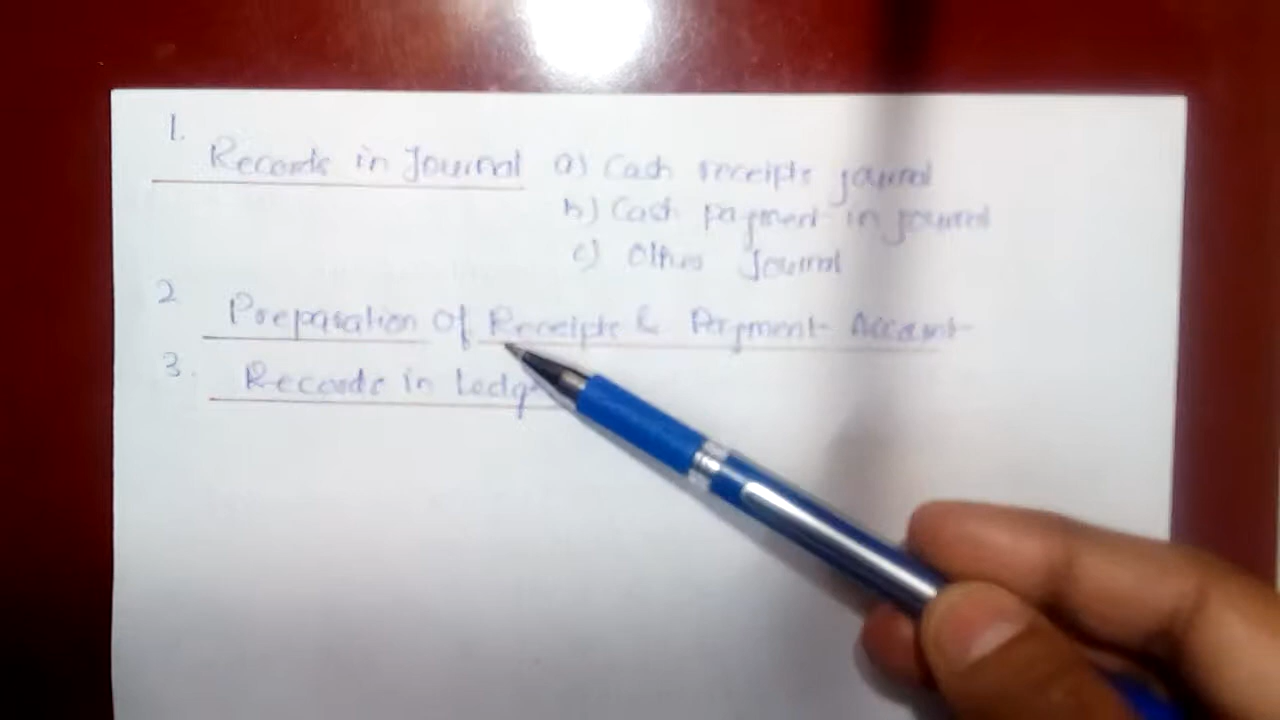 1.
Records in Journal a) Cash receipts journal
b) Cash payment in journal
c) Other Journal
2 Preparation of Receipts & Payment Account
3. Records in